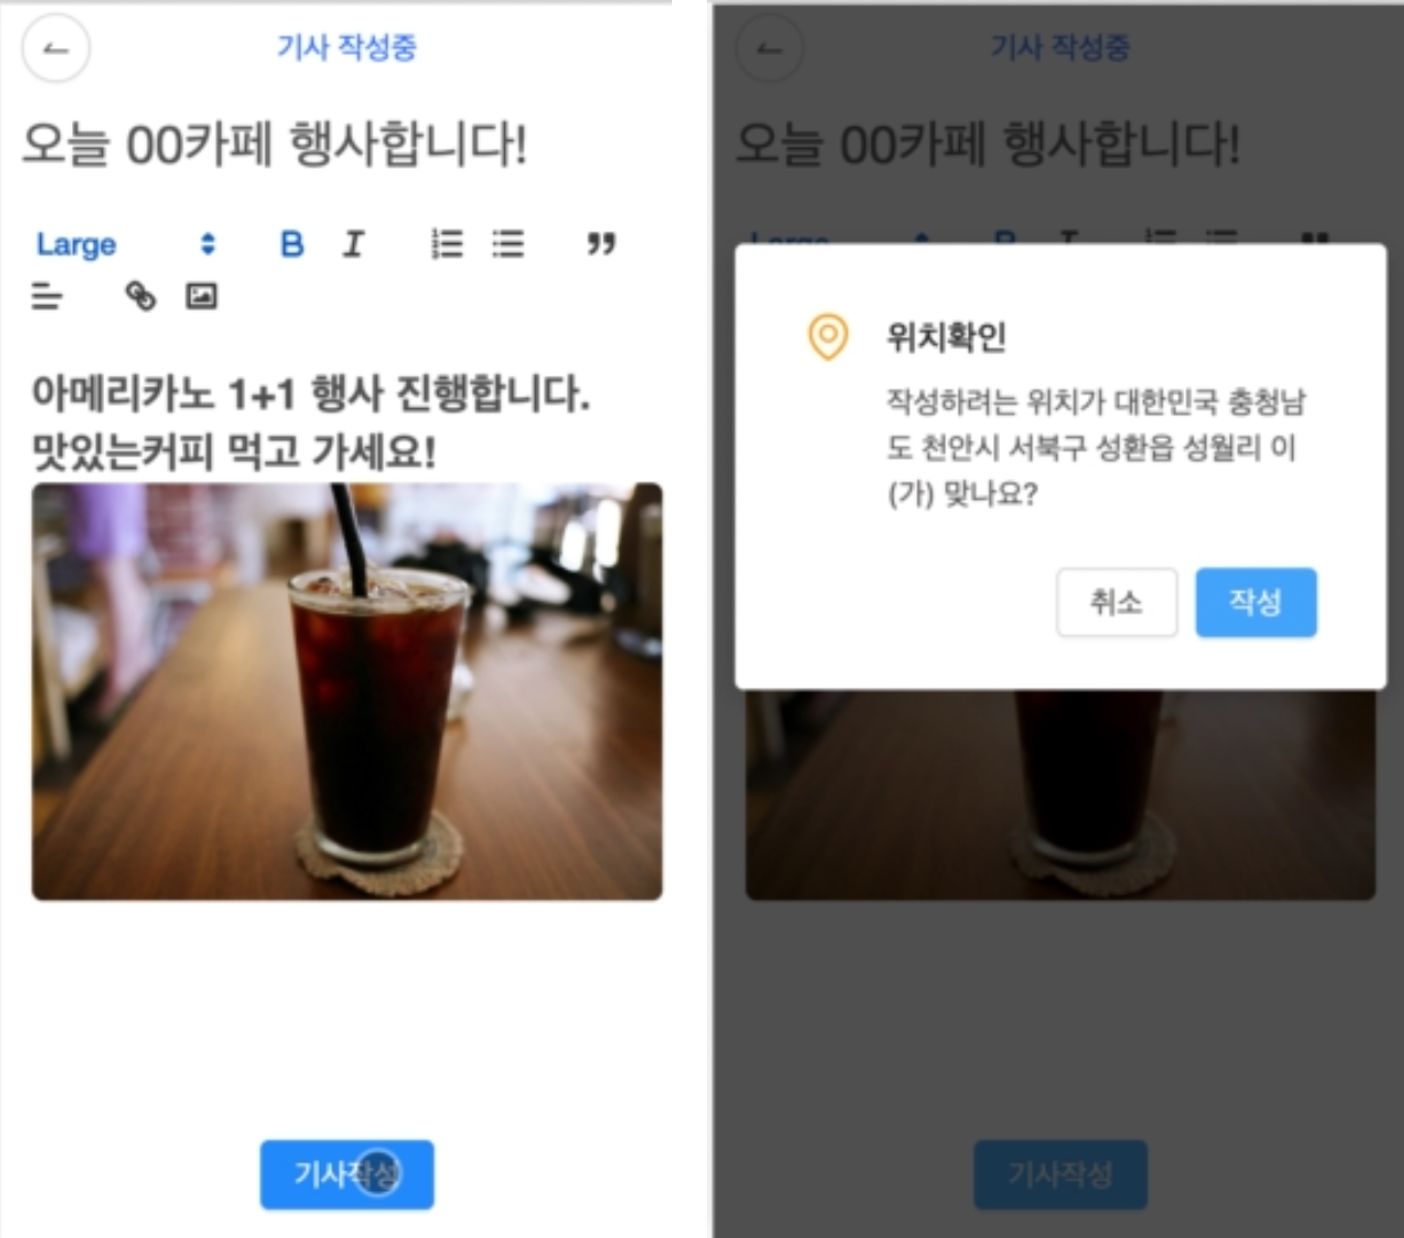 기사 작성중
오늘 00카페 행사합니다!
Large B I
아메리카노 1+1 행사 진행합니다.
맛있는커피 먹고 가세요!
기사작성
기사 작성중
오늘 00카페 행사합니다!
Large B I
위치확인
작성하려는 위치가 대한민국 충청남
도 천안시 서북구 성환읍 성월리 이
(가) 맞나요?
취소 작성
기사작성